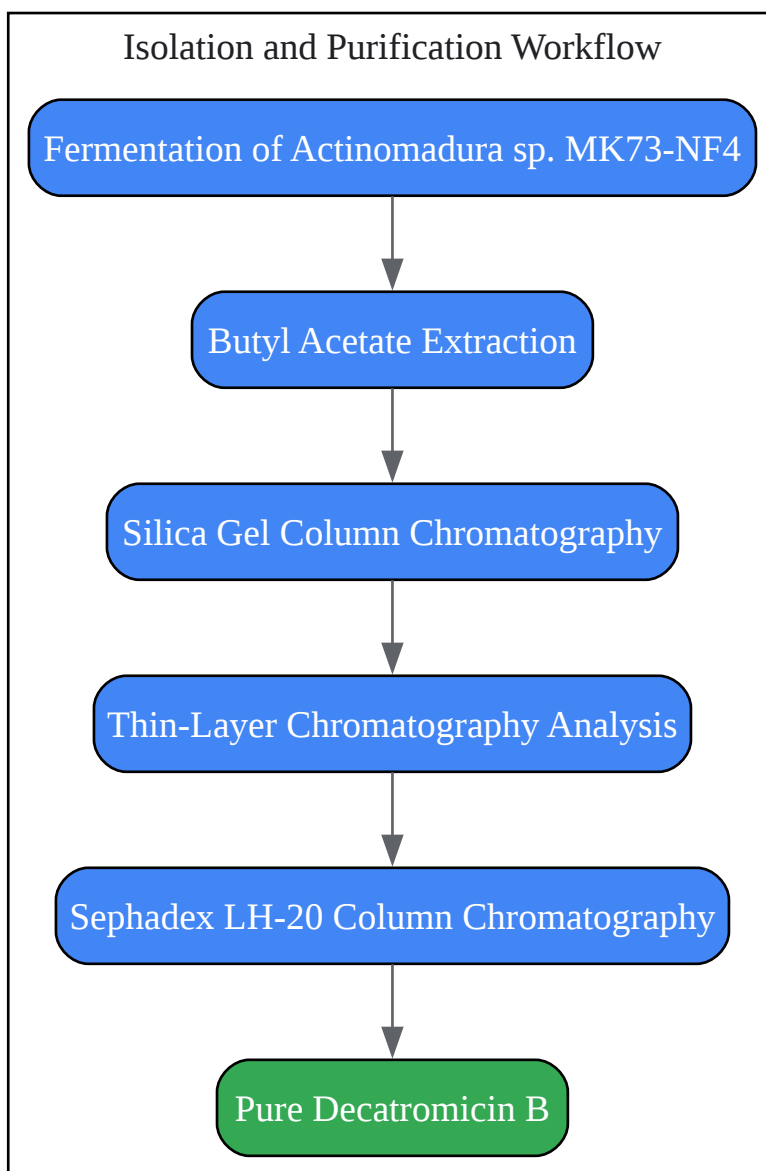 Isolation and Purification Workflow
Fermentation of Actinomadura sp. MK73-NF4
Butyl Acetate Extraction
Silica Gel Column Chromatography
Thin-Layer Chromatography Analysis
Sephadex LH-20 Column Chromatography
Pure Decatromicin B